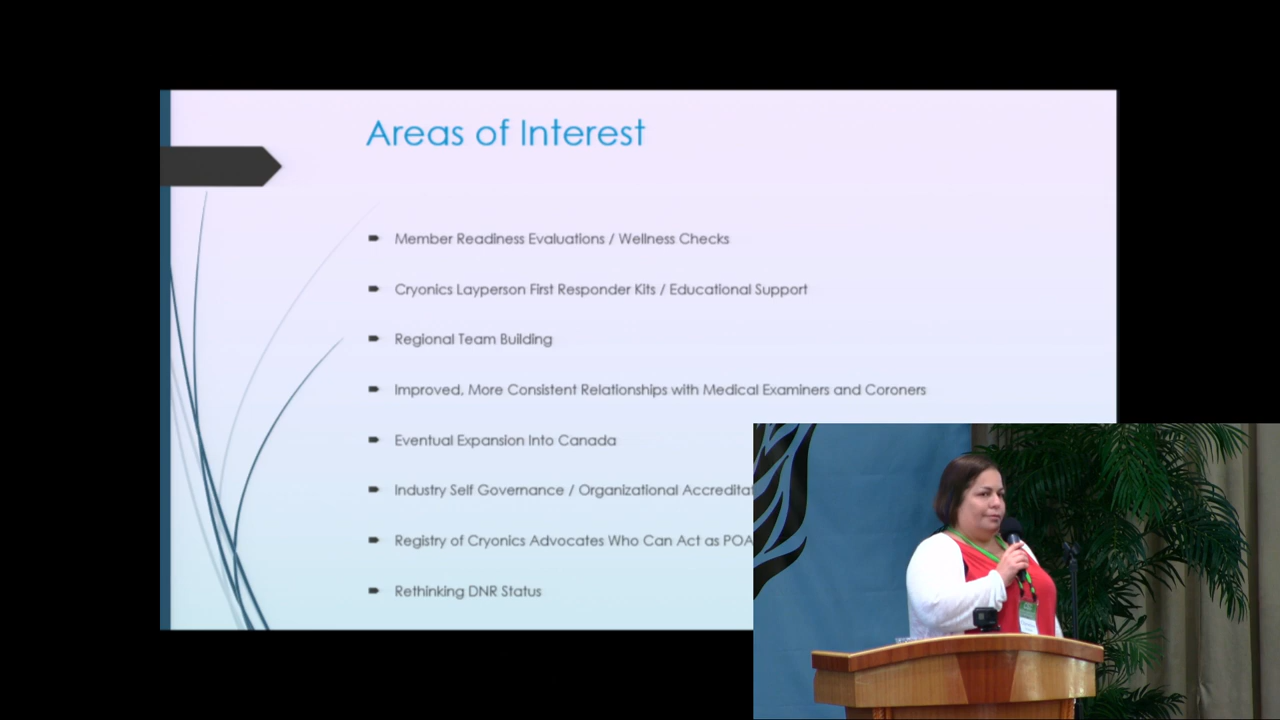 Areas of Interest
Member Readiness Evaluations / Wellness Checks
Cryonics Layperson First Responder Kits / Educational Support
Regional Team Building
Improved, More Consistent Relationships with Medical Examiners and Coroners
Eventual Expansion Into Canada
Industry Self Governance / Organizational
Registry of Cryonics Advocates Who Can Act as POA
Rethinking DNR Status